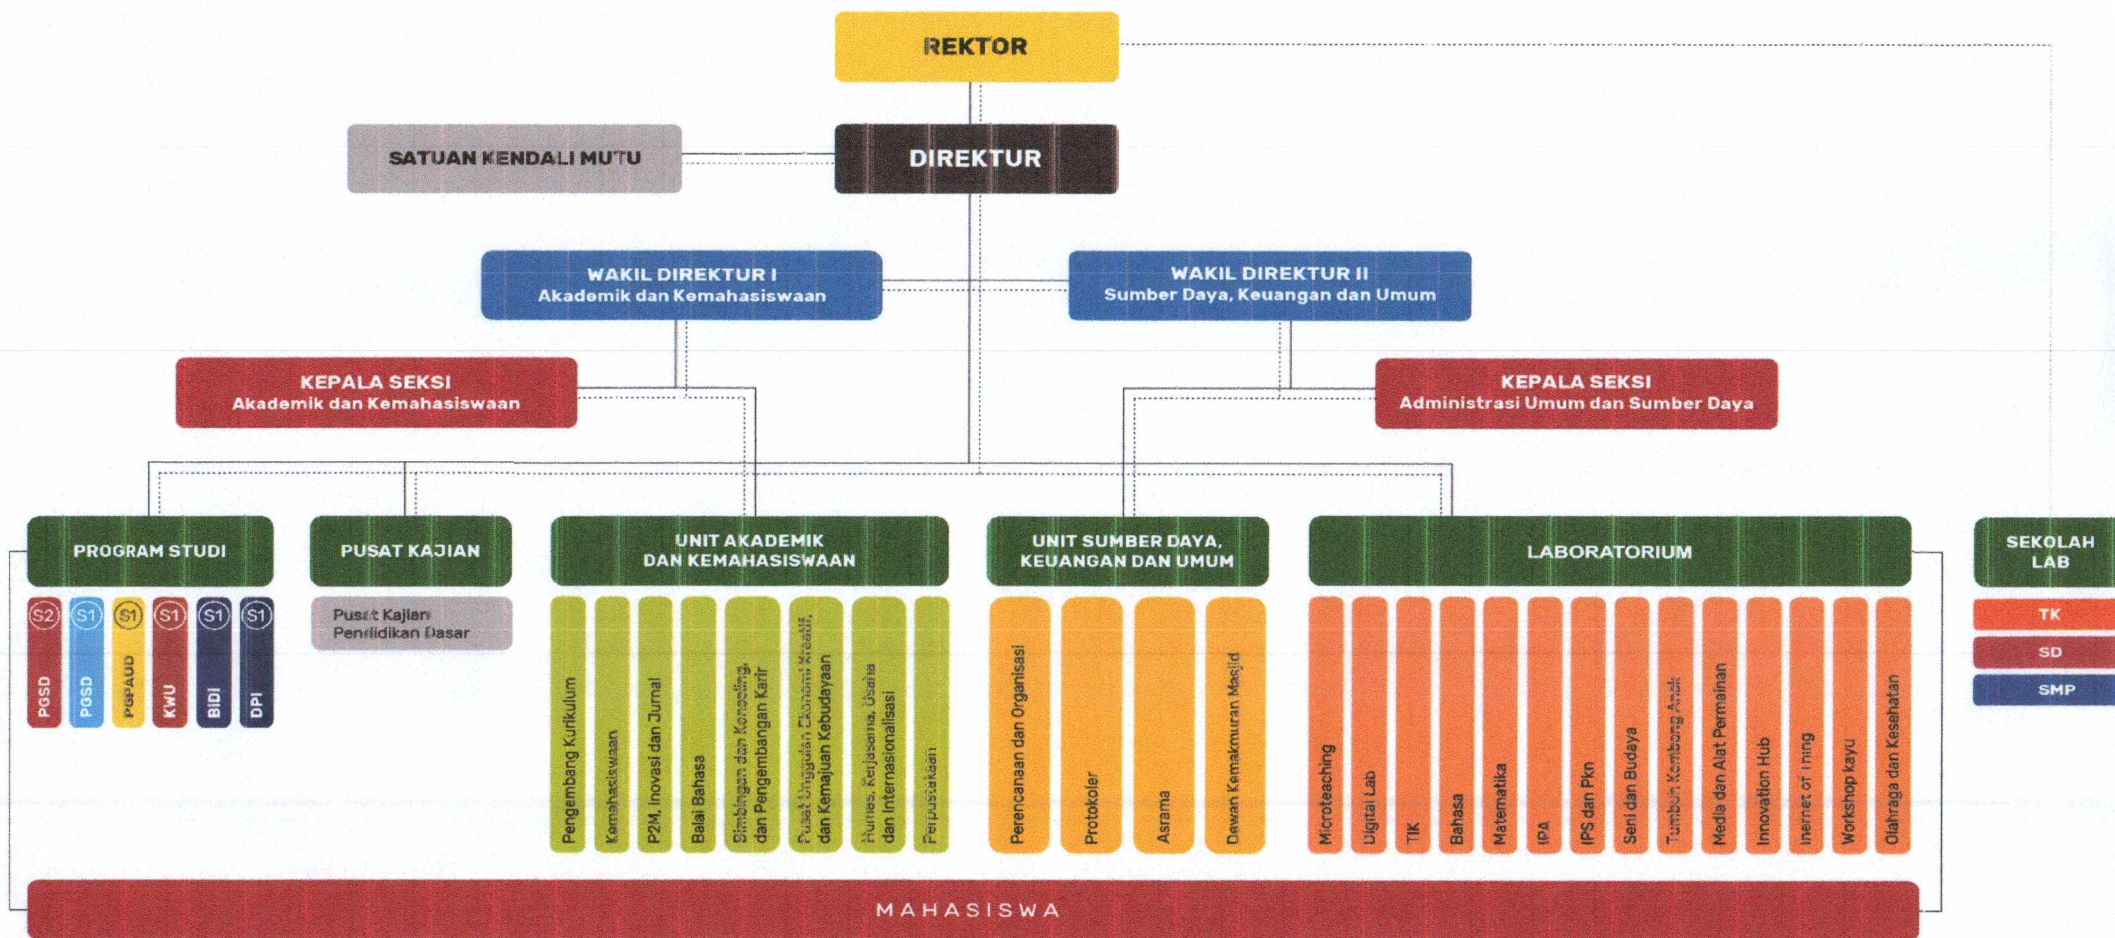 REKTOR
SATUAN KENDALI MUTU
DIREKTUR
WAKIL DIREKTUR I
Akademik dan Kemahasiswaan
WAKIL DIREKTUR II
Sumber Daya, Keuangan dan Umum
KEPALA SEKSI
Akademik dan Kemahasiswaan
KEPALA SEKSI
Administrasi Umum dan Sumber Daya
PROGRAM STUDI
S2
PGSD
S1
PGSD
S1
PGPAUD
S1
KWU
S1
BIDI
S1
DPI
PUSAT KAJIAN
Pusat Kajian
Pendidikan Dasar
UNIT AKADEMIK
DAN KEMAHASISWAAN
Pengembang Kurikulum
Kemahasiswaan
P2M, Inovasi dan Jurnal
Balai Bahasa
Bimbingan dan Konseling,
dan Pengembangan Karir
Pusat Unggulan Ekonomi Kreatif,
dan Kemajuan Kebudayaan
Humas, Kerjasama, Usaha
dan Internasionalisasi
Perpustakaan
UNIT SUMBER DAYA,
KEUANGAN DAN UMUM
Perencanaan dan Organisasi
Protokoler
Asrama
Dewan Kemakmuran Masjid
LABORATORIUM
Microteaching
Digital Lab
TIK
Bahasa
Matematika
IPA
IPS dan Pkn
Seni dan Budaya
Tumbuh Kembang Anak
Media dan Alat Permainan
Innovation Hub
Inernet of Thing
Workshop kayu
Olahraga dan Kesehatan
SEKOLAH
LAB
TK
SD
SMP
MAHASISWA